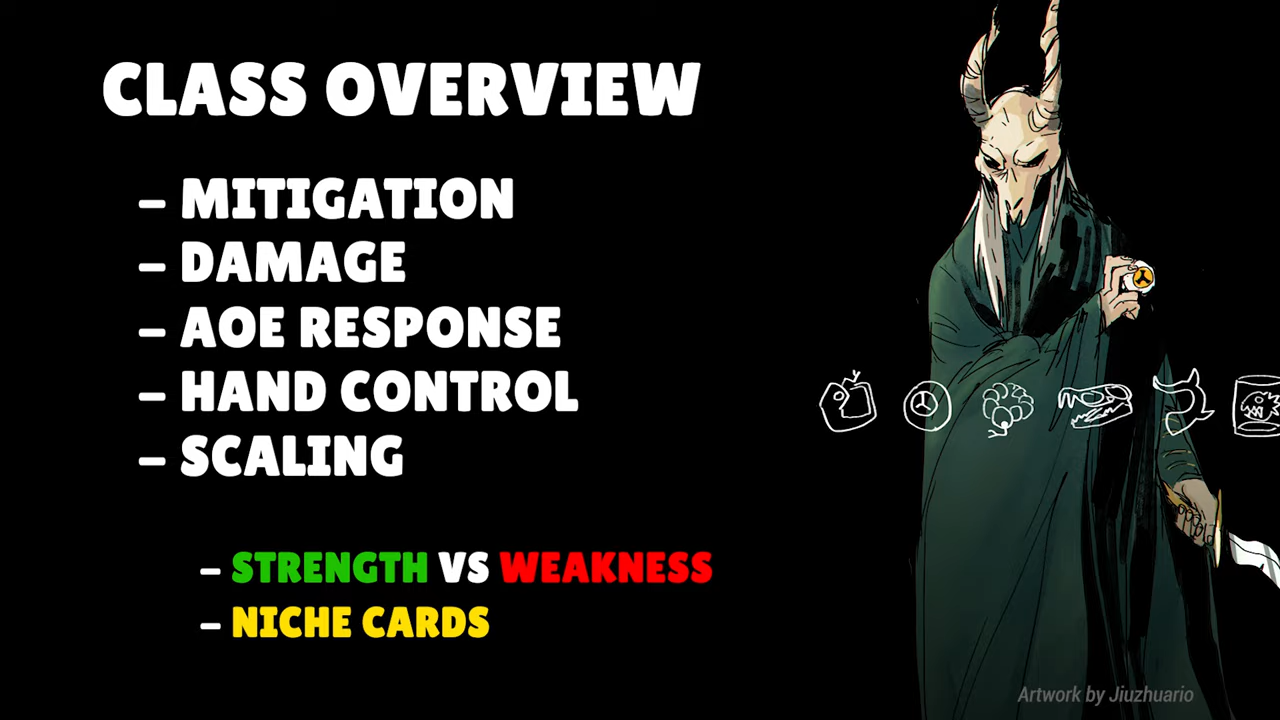 CLASS OVERVIEW
– MITIGATION
– DAMAGE
– AOE RESPONSE
– HAND CONTROL
– SCALING
– STRENGTH VS WEAKNESS
– NICHE CARDS
Artwork by Jiuzhuario